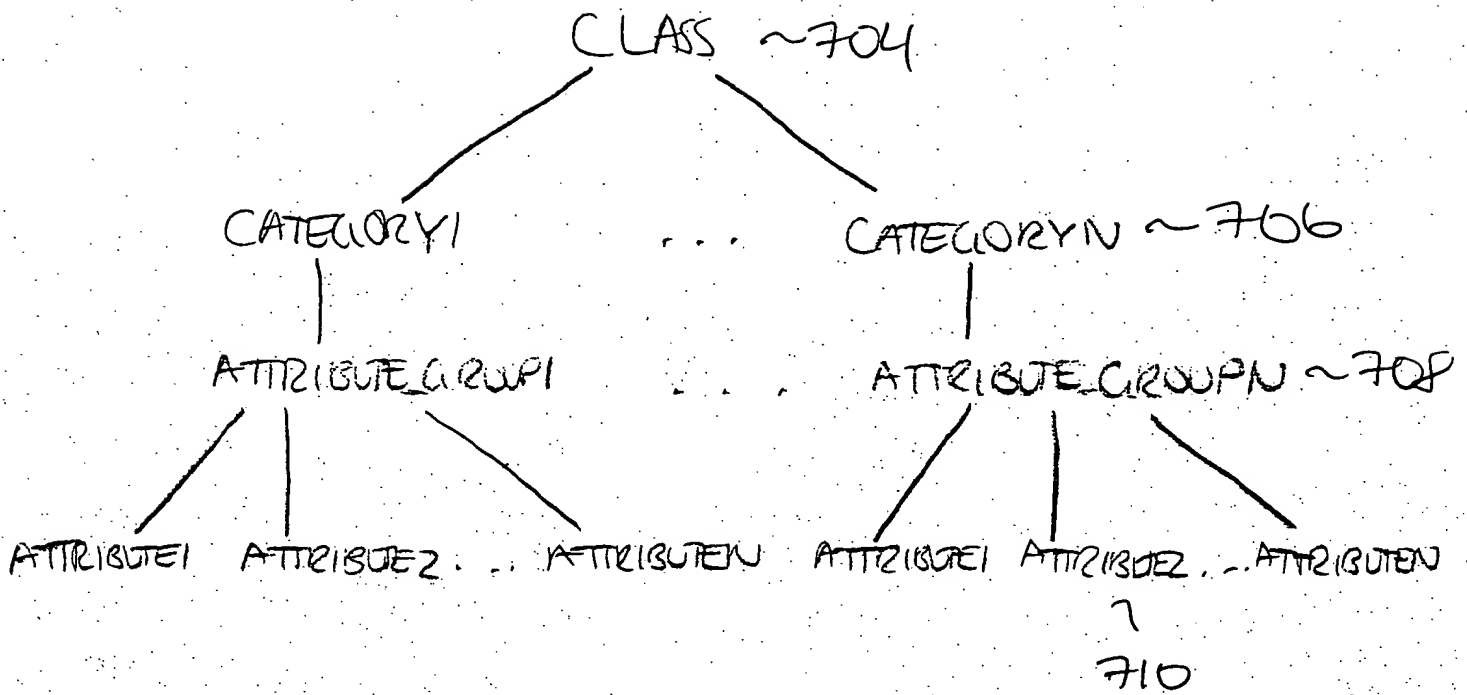 CLASS ~704
CATEGORY1 ... CATEGORYN ~706
ATTRIBUTE_GROUP1 .... ATTRIBUTE_GROUPN ~708
ATTRIBUTE1 ATTRIBUTE2 ... ATTRIBUTEN ATTRIBUTE1 ATTRIBUTE2 ... ATTRIBUTEN
~
710